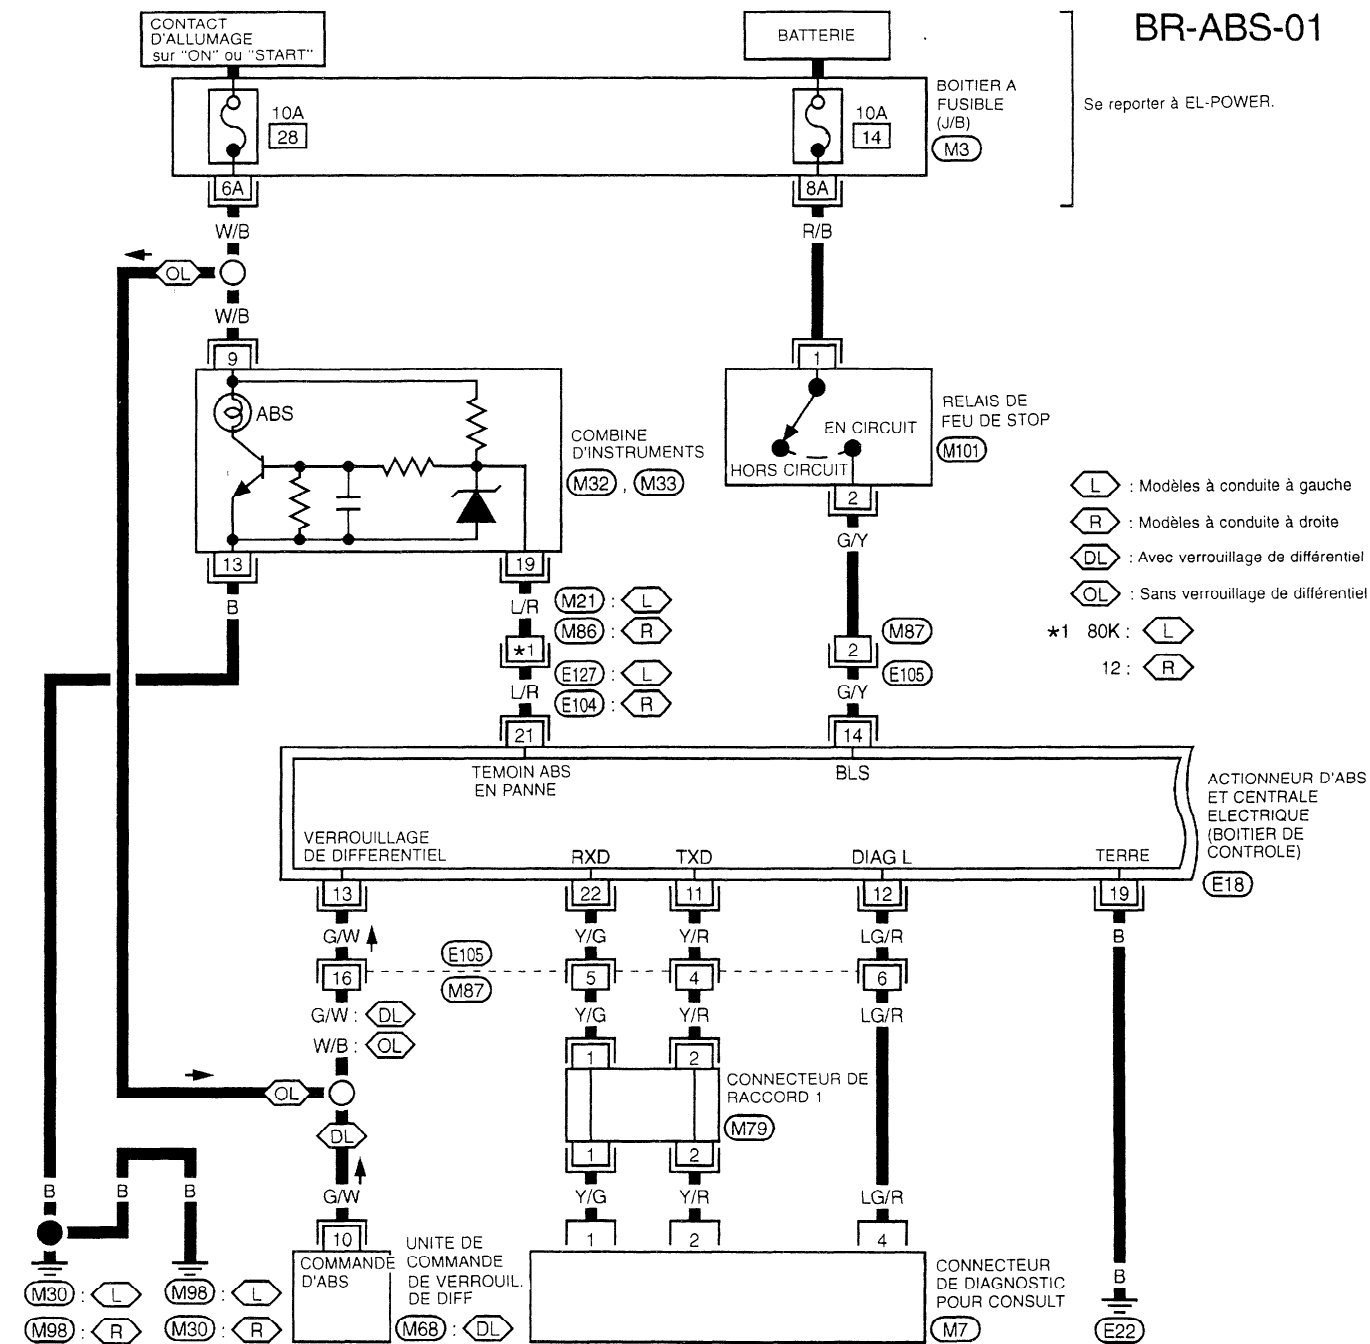 BR-ABS-01
CONTACT
D'ALLUMAGE
sur "ON" ou "START"
BATTERIE
BOITIER A
FUSIBLE
(J/B)
M3
Se reporter à EL-POWER.
10A
28
10A
14
6A
8A
W/B
R/B
OL
W/B
9
1
ABS
COMBINE
D'INSTRUMENTS
M32 , M33
EN CIRCUIT
HORS CIRCUIT
RELAIS DE
FEU DE STOP
M101
L : Modèles à conduite à gauche
R : Modèles à conduite à droite
DL : Avec verrouillage de différentiel
OL : Sans verrouillage de différentiel
*1 80K : L
12 : R
13
19
2
B
L/R
M21 : L
M86 : R
G/Y
*1
2
M87
E105
E127 : L
L/R
E104 : R
G/Y
21
14
TEMOIN ABS
EN PANNE
BLS
ACTIONNEUR D'ABS
ET CENTRALE
ELECTRIQUE
(BOITIER DE
CONTROLE)
E18
VERROUILLAGE
DE DIFFERENTIEL
RXD
TXD
DIAG L
TERRE
13
22
11
12
19
G/W
Y/G
Y/R
LG/R
B
E105
16
5
4
6
M87
G/W : DL
Y/G
Y/R
LG/R
W/B : OL
1
2
OL
CONNECTEUR DE
RACCORD 1
M79
DL
1
2
B
B
B
G/W
Y/G
Y/R
LG/R
10
1
2
4
COMMANDE
D'ABS
UNITE DE
COMMANDE
DE VERROUIL.
DE DIFF
M68 : DL
CONNECTEUR
DE DIAGNOSTIC
POUR CONSULT
M7
B
E22
M30 : L
M98 : L
M98 : R
M30 : R